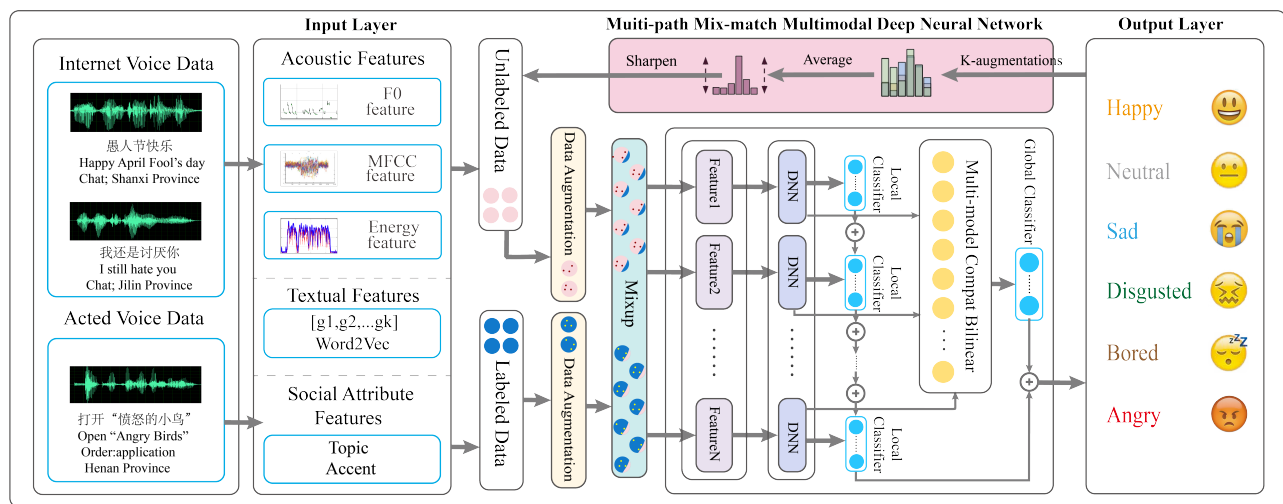 Input Layer
Muiti-path Mix-match Multimodal Deep Neural Network
Output Layer
Internet Voice Data
愚人节快乐
Happy April Fool's day
Chat; Shanxi Province
我还是讨厌你
I still hate you
Chat; Jilin Province
Acted Voice Data
打开“愤怒的小鸟”
Open “Angry Birds”
Order:application
Henan Province
Acoustic Features
F0
feature
MFCC
feature
Energy
feature
Textual Features
[g1,g2,...gk]
Word2Vec
Social Attribute
Features
Topic
Accent
Unlabeled Data
Labeled Data
Data Augmentation
Data Augmentation
Sharpen
Average
K-augmentations
Mixup
Feature1
DNN
Local
Classifier
Feature2
DNN
Local
Classifier
FeatureN
DNN
Local
Classifier
Multi-model Compat Bilinear
Global Classifier
Happy
Neutral
Sad
Disgusted
Bored
zZZ
Angry